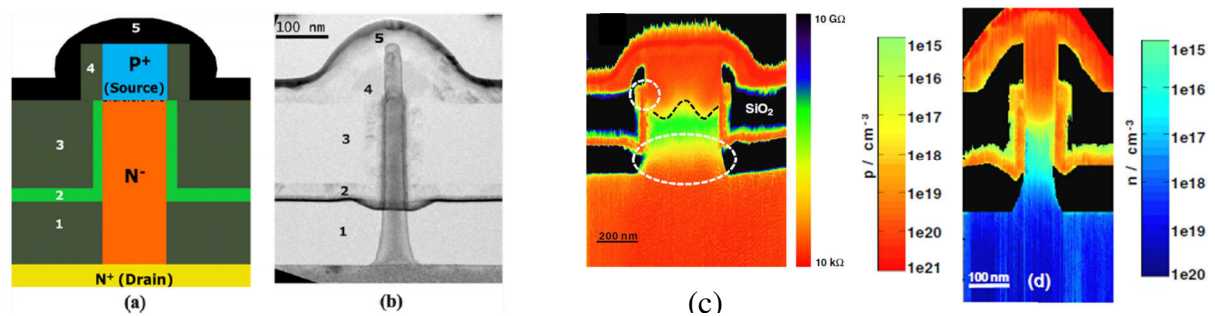 5
4
P+
(Source)
3
N-
2
1
N+ (Drain)
(a)
100 nm
5
4
3
2
1
(b)
10 GΩ
SiO2
200 nm
10 kΩ
(c)
p / cm-3
1e15
1e16
1e17
1e18
1e19
1e20
1e21
100nm
(d)
n / cm-3
1e15
1e16
1e17
1e18
1e19
1e20